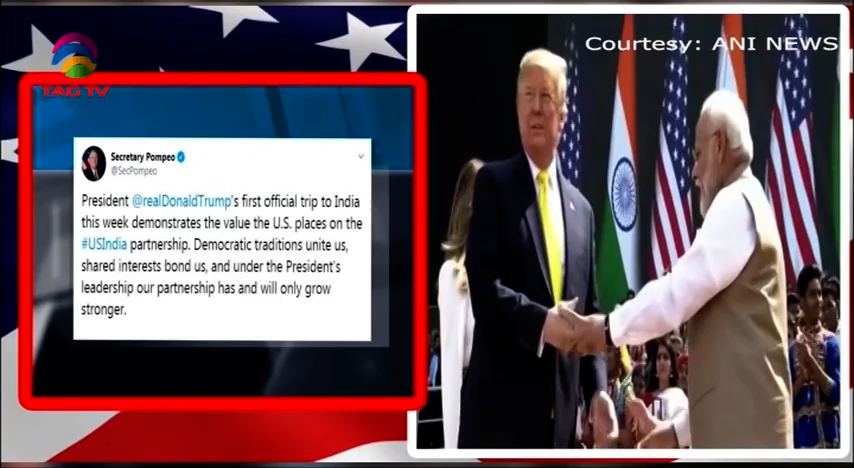 Courtesy: ANI NEWS
TAG TV
Secretary Pompeo
@SecPompeo
President @realDonaldTrump's first official trip to India
this week demonstrates the value the U.S. places on the
#USIndia partnership. Democratic traditions unite us,
shared interests bond us, and under the President's
leadership our partnership has and will only grow
stronger.